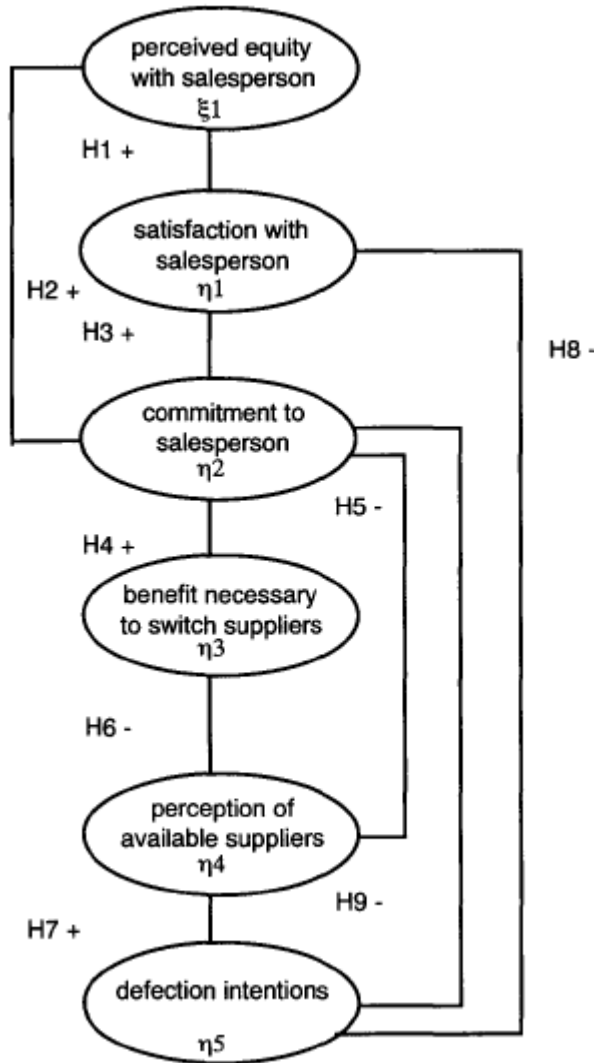 perceived equity
with salesperson
ξ1
H1 +
satisfaction with
salesperson
η1
H2 +
H3 +
H8 -
commitment to
salesperson
η2
H5 -
H4 +
benefit necessary
to switch suppliers
η3
H6 -
perception of
available suppliers
η4
H9 -
H7 +
defection intentions
η5